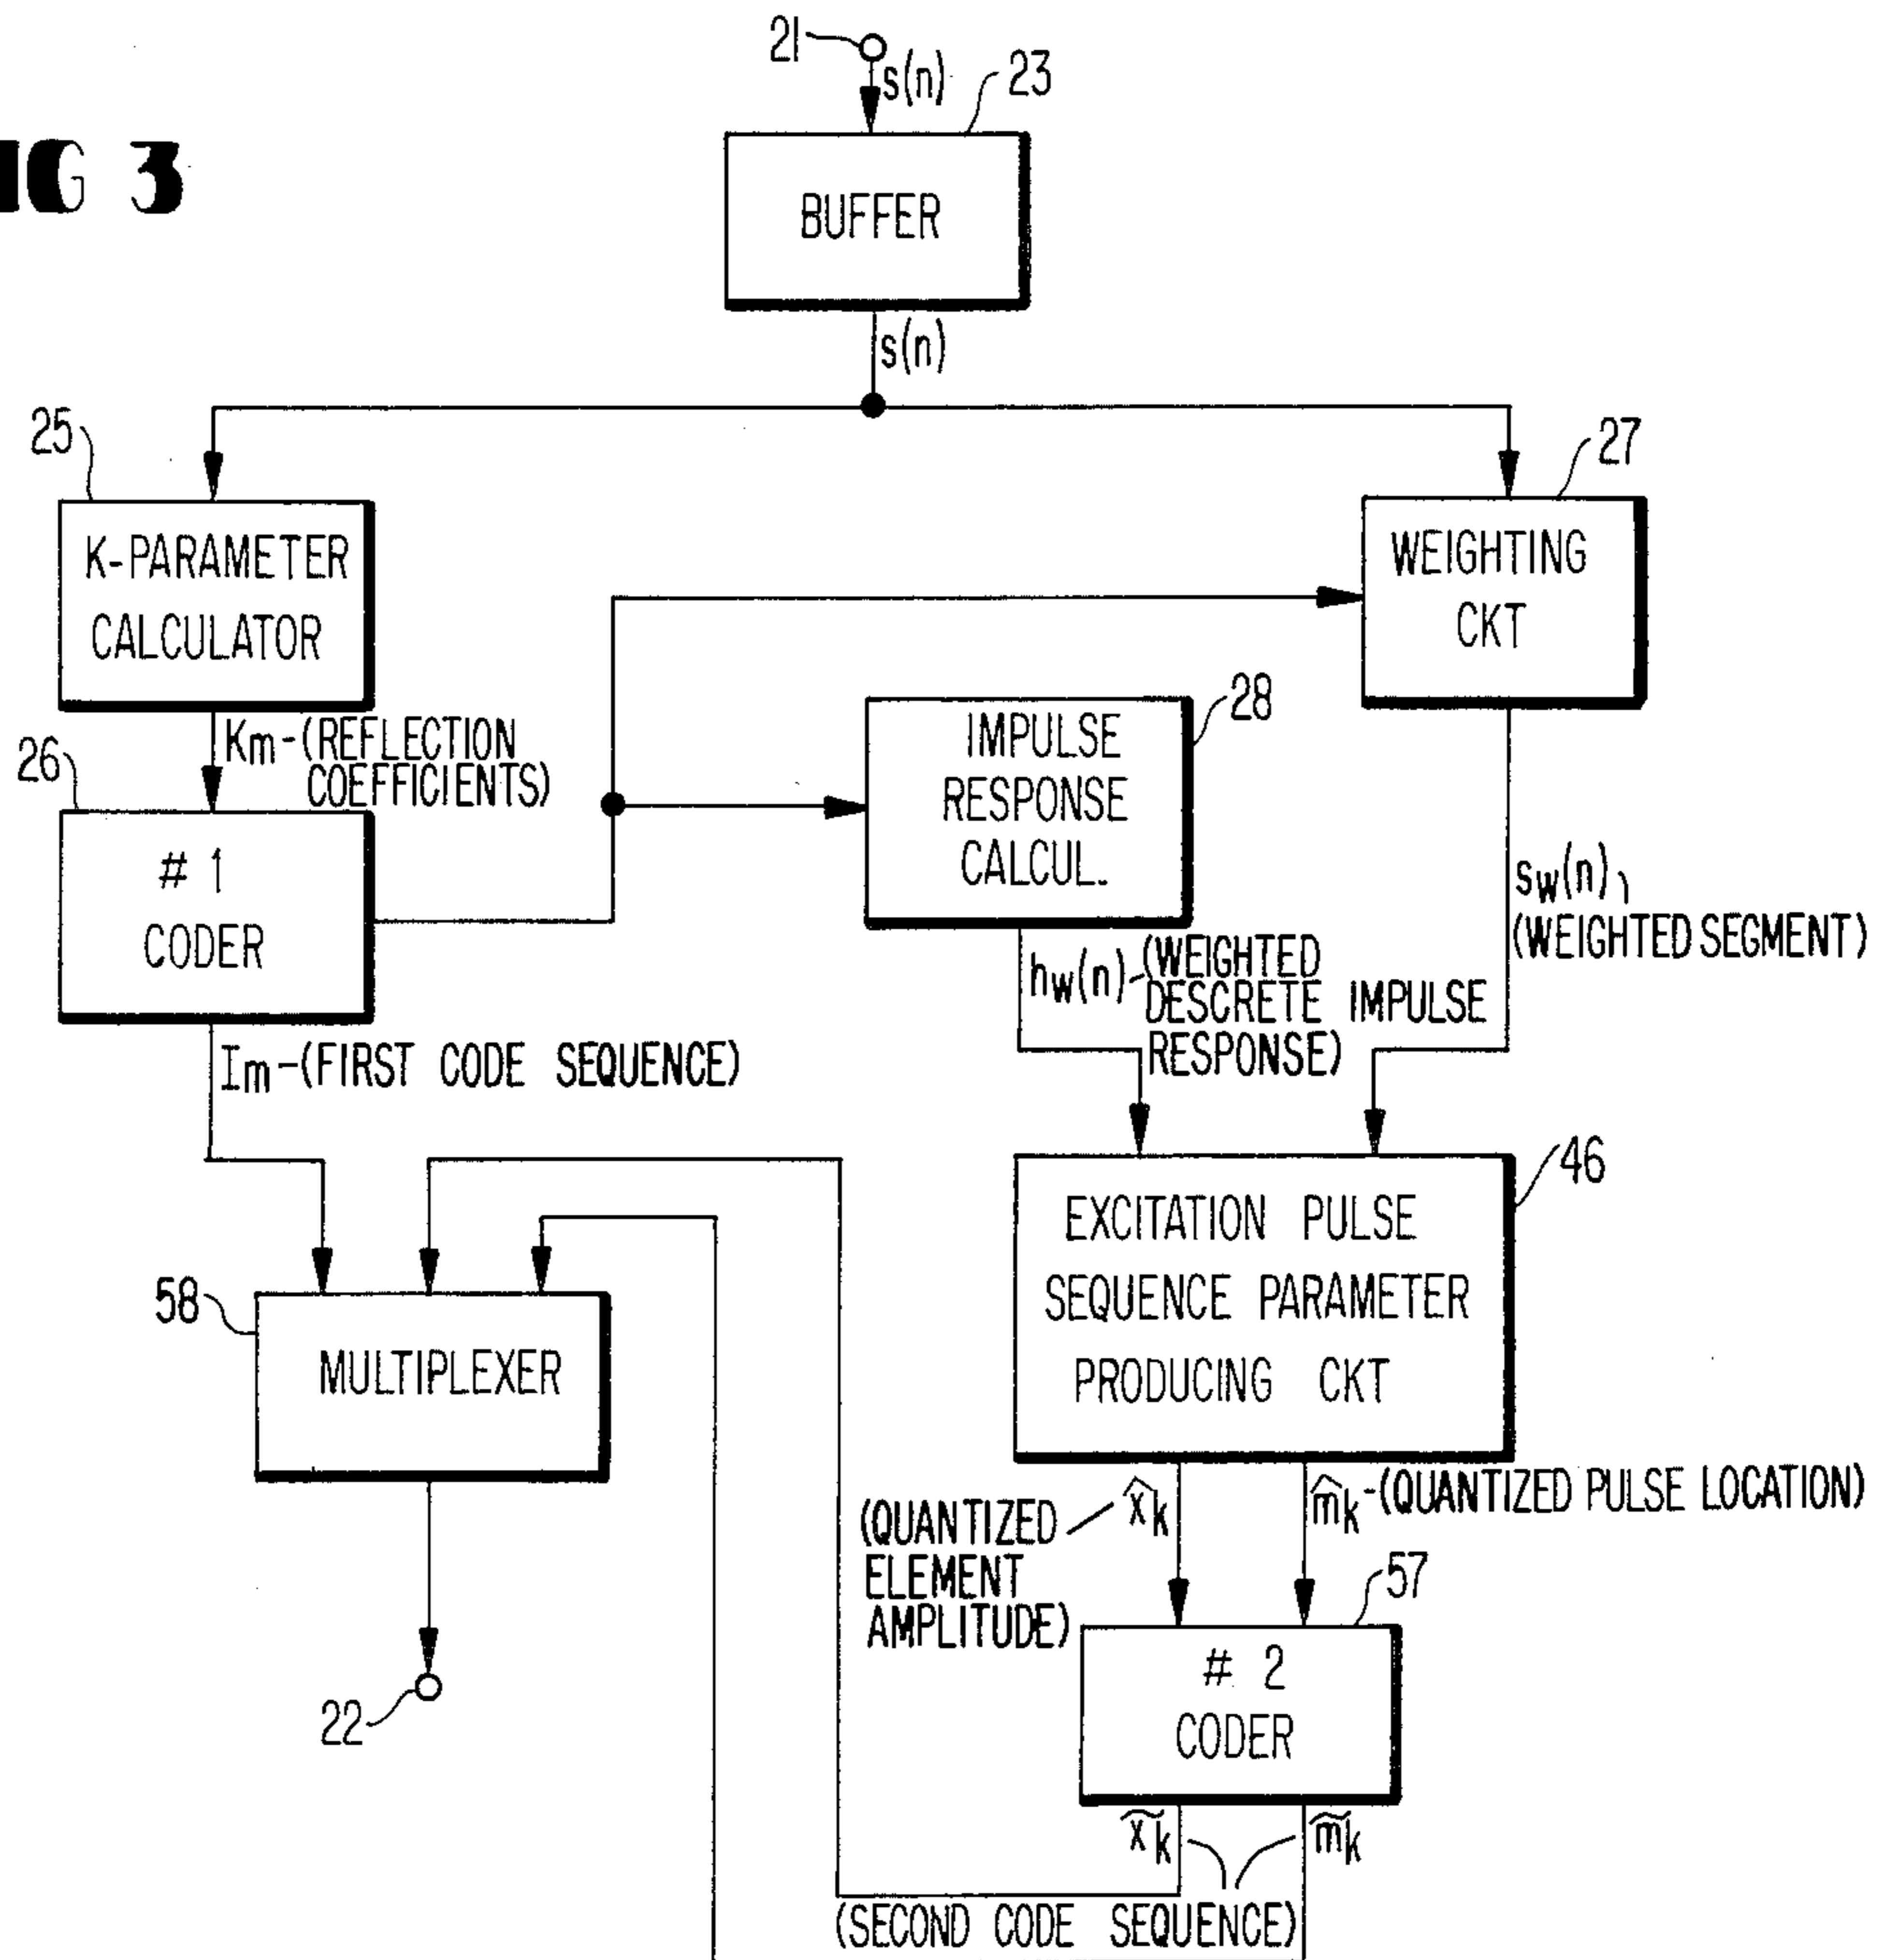 IG 3
21
s(n)
23
BUFFER
s(n)
25
27
K-PARAMETER
CALCULATOR
WEIGHTING
CKT
28
Km-(REFLECTION
COEFFICIENTS)
26
IMPULSE
RESPONSE
CALCUL.
# 1
CODER
sw(n)
(WEIGHTED SEGMENT)
hw(n)-(WEIGHTED
DESCRETE IMPULSE
RESPONSE)
Im-(FIRST CODE SEQUENCE)
46
EXCITATION PULSE
SEQUENCE PARAMETER
PRODUCING CKT
58
MULTIPLEXER
x̂k
m̂k-(QUANTIZED PULSE LOCATION)
(QUANTIZED
ELEMENT
AMPLITUDE)
57
# 2
CODER
22
x̃k
m̃k
(SECOND CODE SEQUENCE)